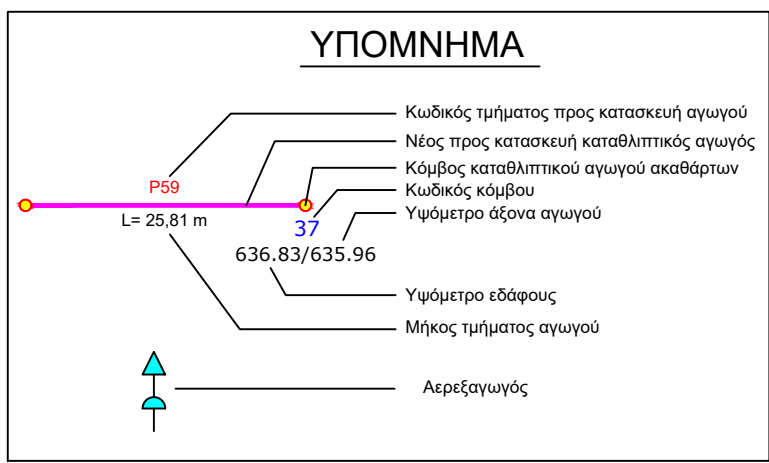 ΥΠΟΜΝΗΜΑ
Κωδικός τμήματος προς κατασκευή αγωγού
Νέος προς κατασκευή καταθλιπτικός αγωγός
Κόμβος καταθλιπτικού αγωγού ακαθάρτων
P59
Κωδικός κόμβου
L= 25,81 m
Υψόμετρο άξονα αγωγού
37
636.83/635.96
Υψόμετρο εδάφους
Μήκος τμήματος αγωγού
Αερεξαγωγός